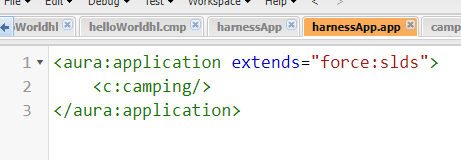 File Edit Debug Test Workspace Help < >
Worldhl helloWorldhl.cmp harnessApp harnessApp.app camp
1 <aura:application extends="force:slds">
2 <c:camping/>
3 </aura:application>